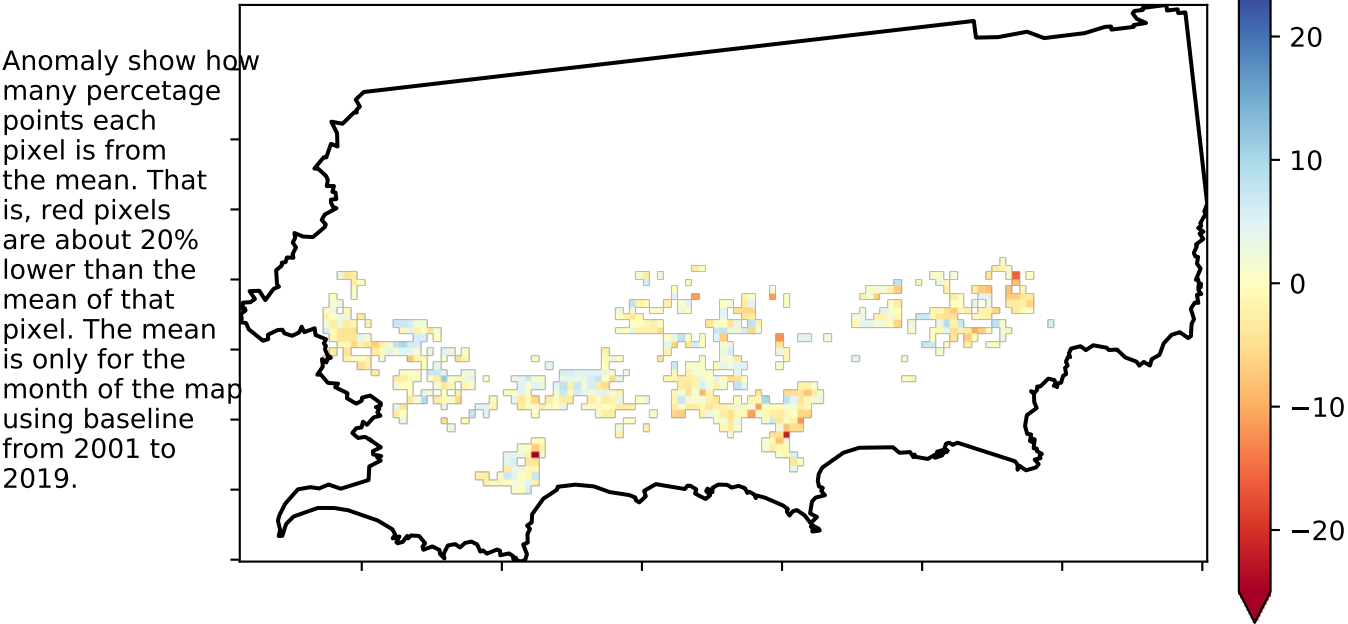 Anomaly show how
many percetage
points each
pixel is from
the mean. That
is, red pixels
are about 20%
lower than the
mean of that
pixel. The mean
is only for the
month of the map
using baseline
from 2001 to
2019.
20
10
0
−10
−20